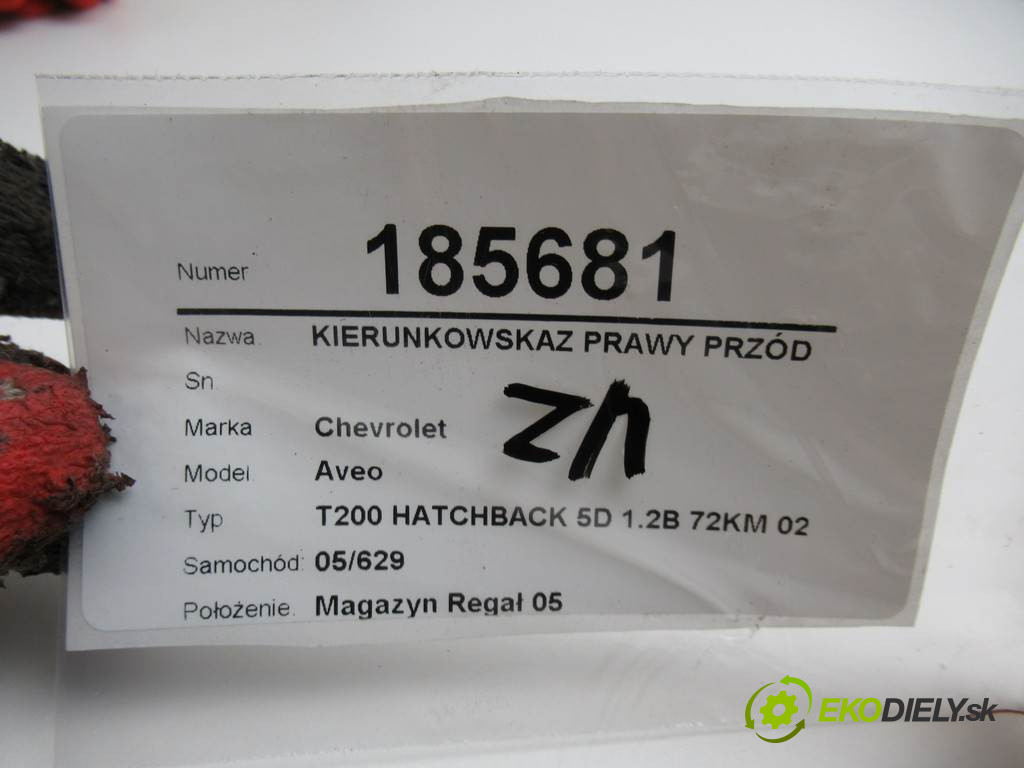 Numer 185681
Nazwa KIERUNKOWSKAZ PRAWY PRZÓD
Sn
Marka Chevrolet
Model Aveo
Typ T200 HATCHBACK 5D 1.2B 72KM 02
Samochód: 05/629
Położenie Magazyn Regał 05
EKODIELY.sk